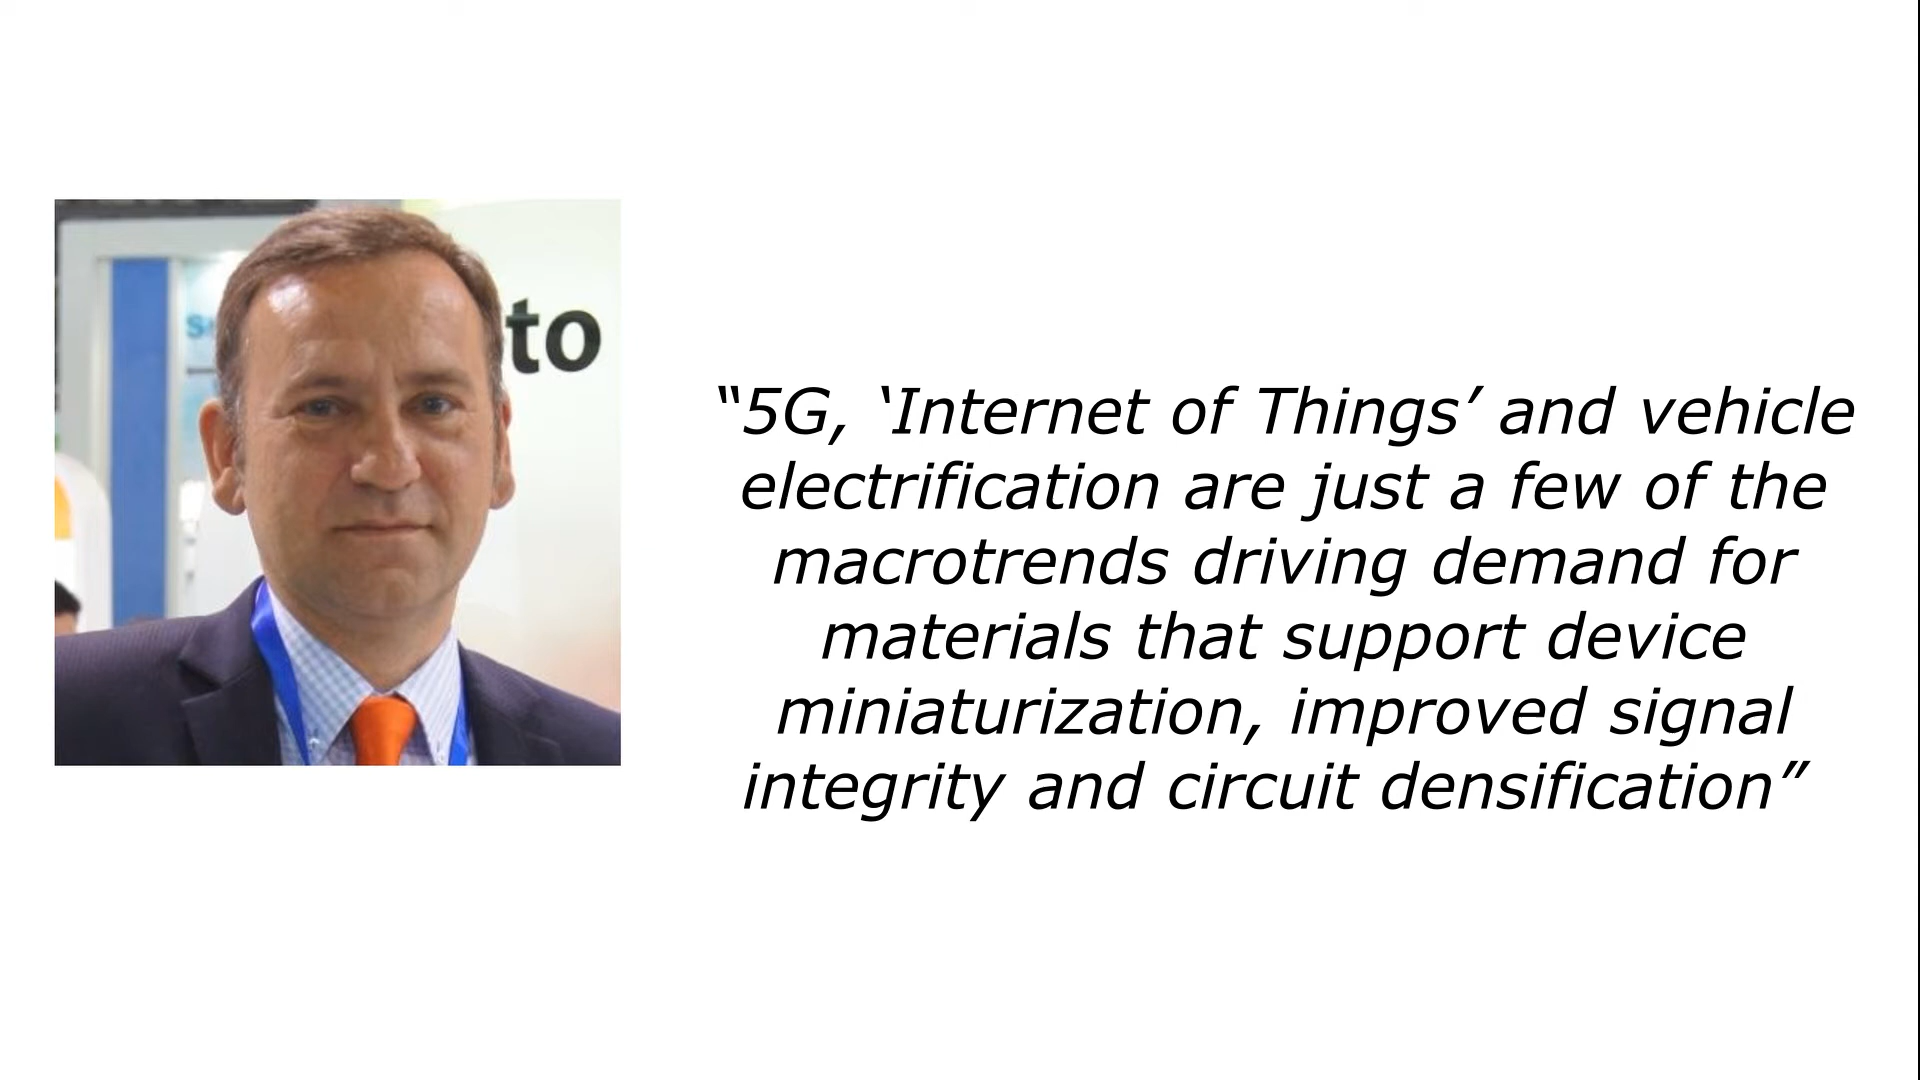 to
“5G, ‘Internet of Things’ and vehicle
electrification are just a few of the
macrotrends driving demand for
materials that support device
miniaturization, improved signal
integrity and circuit densification”